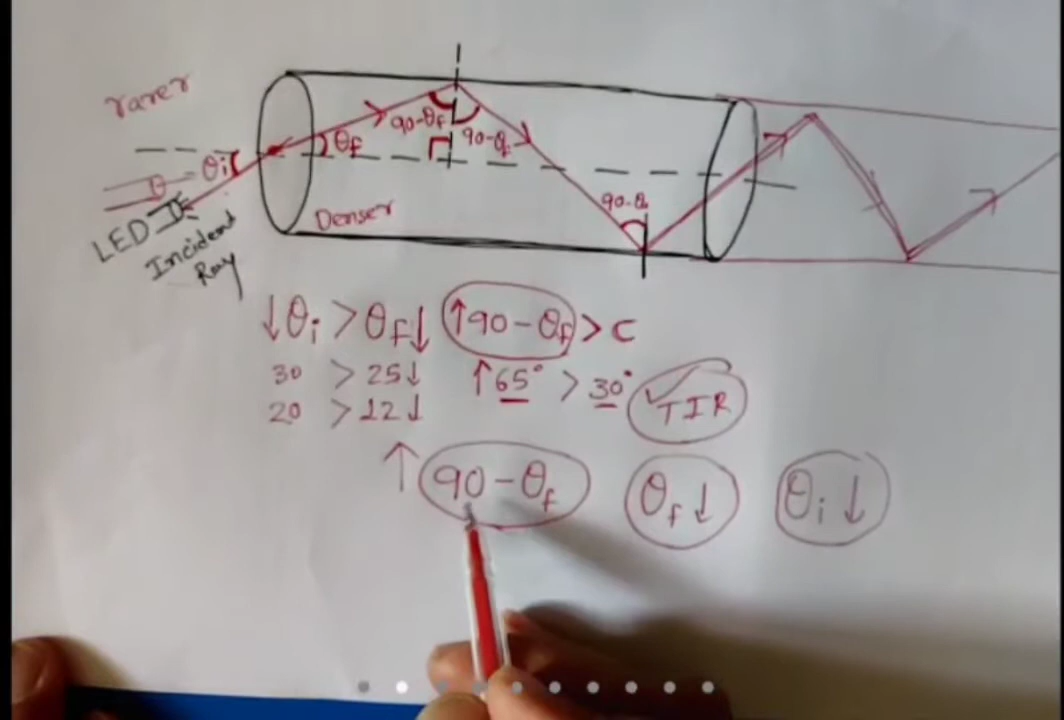 rarer
90-θf
90-θf
θf
θi
θ
90-θ
Denser
LED
Incident
Ray
↓θi > θf↓ ↑90-θf > C
30 > 25↓ ↑65° > 30° ✓TIR
20 > 12↓
↑ 90-θf θf↓ θi↓